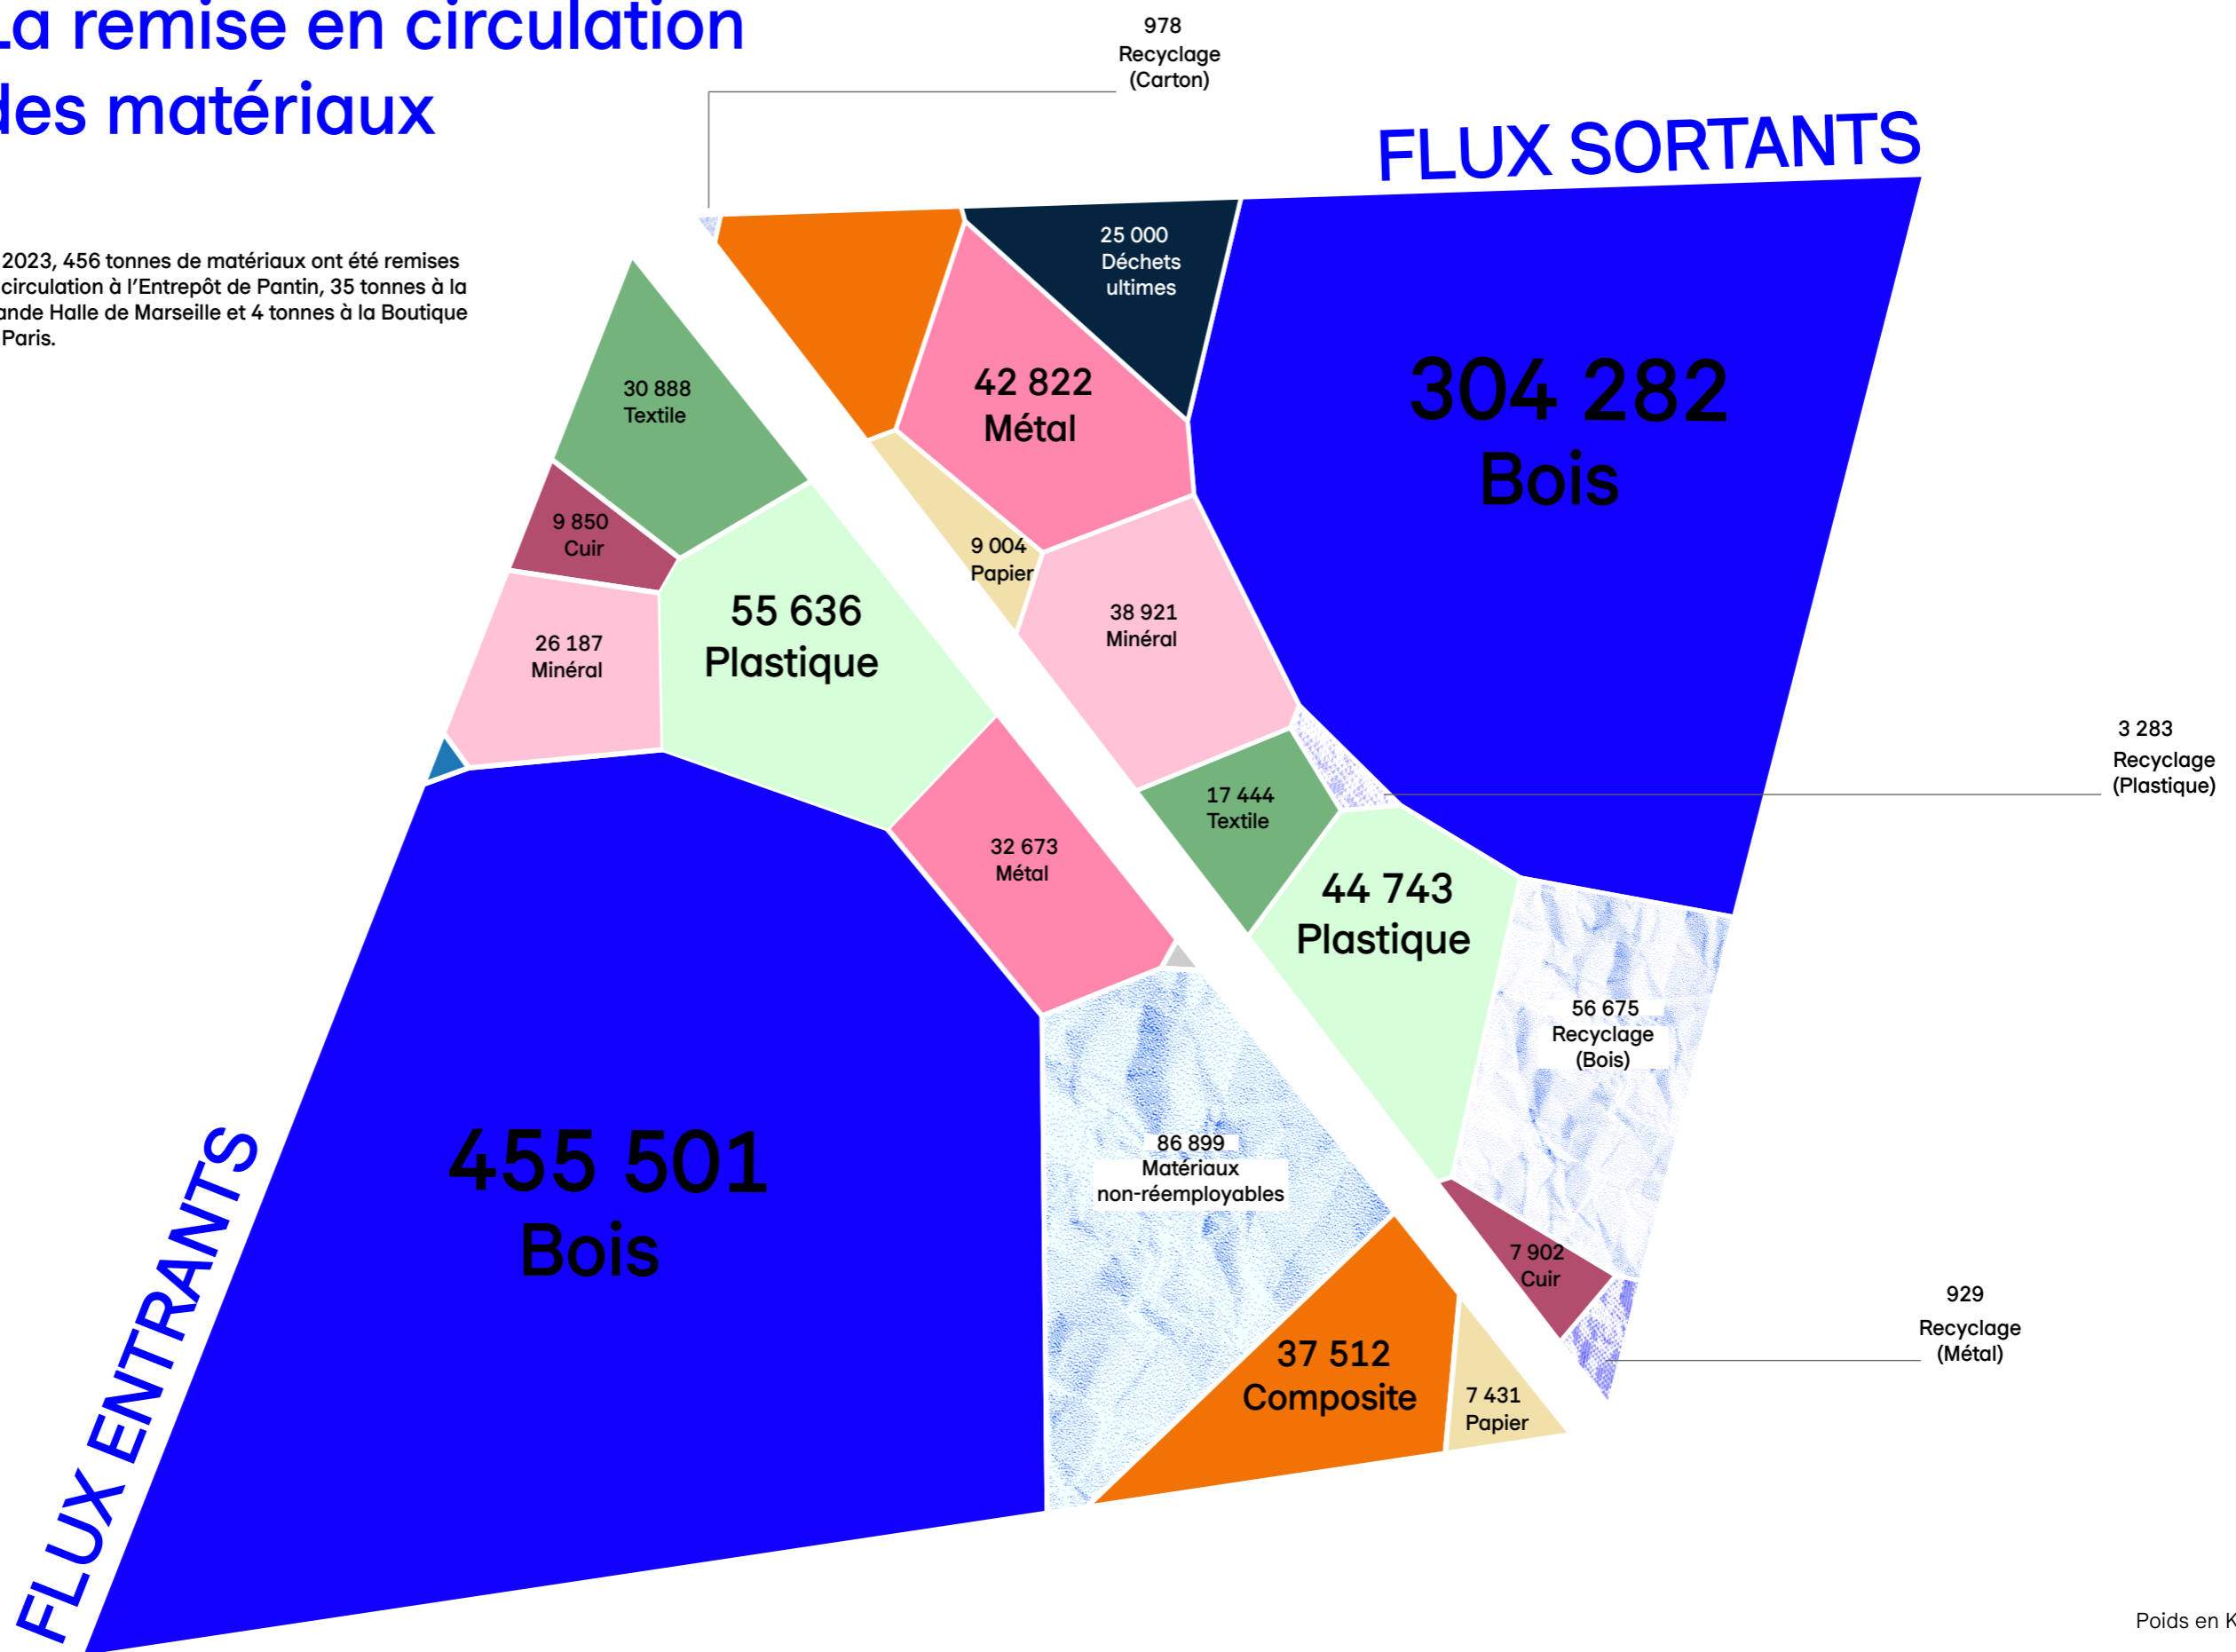 La remise en circulation
des matériaux
2023, 456 tonnes de matériaux ont été remises
circulation à l'Entrepôt de Pantin, 35 tonnes à la
ande Halle de Marseille et 4 tonnes à la Boutique
Paris.
978
Recyclage
(Carton)
FLUX SORTANTS
25 000
Déchets
ultimes
42 822
Métal
304 282
Bois
9 004
Papier
38 921
Minéral
3 283
Recyclage
(Plastique)
17 444
Textile
44 743
Plastique
56 675
Recyclage
(Bois)
7 902
Cuir
929
Recyclage
(Métal)
FLUX ENTRANTS
30 888
Textile
9 850
Cuir
26 187
Minéral
55 636
Plastique
32 673
Métal
455 501
Bois
86 899
Matériaux
non-réemployables
37 512
Composite
7 431
Papier
Poids en K